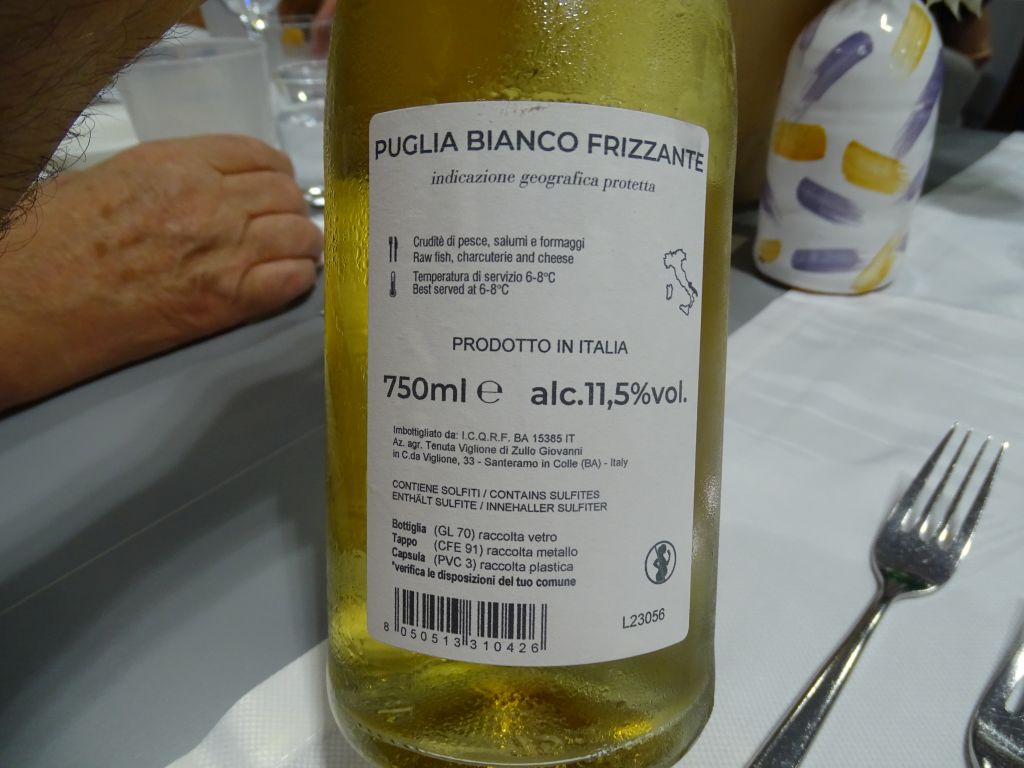 PUGLIA BIANCO FRIZZANTE
indicazione geografica protetta
Cruditè di pesce, salumi e formaggi
Raw fish, charcuterie and cheese
Temperatura di servizio 6-8°C
Best served at 6-8°C
PRODOTTO IN ITALIA
750ml ℮ alc.11,5%vol.
Imbottigliato da: I.C.Q.R.F. BA 15385 IT
Az. agr. Tenuta Viglione di Zullo Giovanni
in C.da Viglione, 33 - Santeramo in Colle (BA) - Italy
CONTIENE SOLFITI / CONTAINS SULFITES
ENTHÄLT SULFITE / INNEHALLER SULFITER
Bottiglia (GL 70) raccolta vetro
Tappo (CFE 91) raccolta metallo
Capsula (PVC 3) raccolta plastica
*verifica le disposizioni del tuo comune
8 050513 310426
L23056